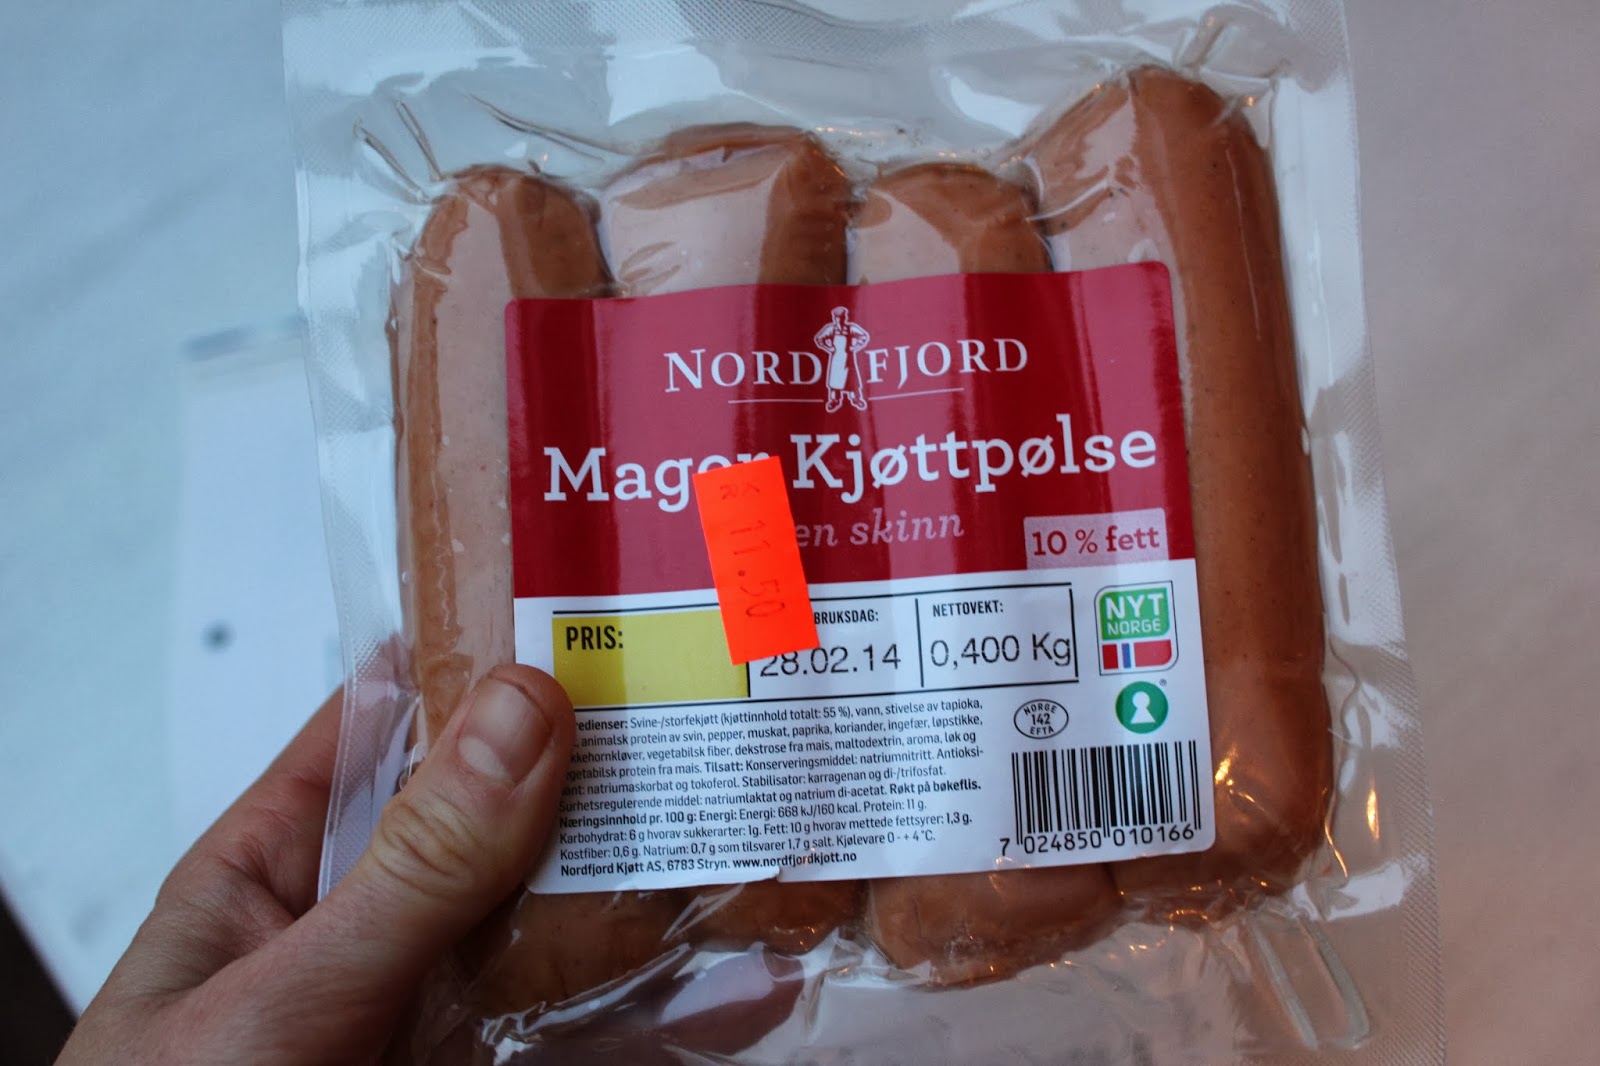 NORDFJORD
Mager Kjøttpølse
en skinn
10 % fett
KR 11.50
PRIS:
BRUKSDAG:
28.02.14
NETTOVEKT:
0,400 Kg
NYT
NORGE
NORGE
142
EFTA
redienser: Svine-/storfekjøtt (kjøttinnhold totalt: 55 %), vann, stivelse av tapioka,
animalsk protein av svin, pepper, muskat, paprika, koriander, ingefær, løpstikke,
kkehornkløver, vegetabilsk fiber, dekstrose fra mais, maltodextrin, aroma, løk og
getabilsk protein fra mais. Tilsatt: Konserveringsmiddel: natriumnitritt. Antioksi-
ant: natriumaskorbat og tokoferol. Stabilisator: karragenan og di-/trifosfat.
Surhetsregulerende middel: natriumlaktat og natrium di-acetat. Røkt på bøkeflis.
Næringsinnhold pr. 100 g: Energi: Energi: 668 kJ/160 kcal. Protein: 11 g.
Karbohydrat: 6 g hvorav sukkerarter: 1g. Fett: 10 g hvorav mettede fettsyrer: 1,3 g.
Kostfiber: 0,6 g. Natrium: 0,7 g som tilsvarer 1,7 g salt. Kjølevare 0 - + 4 °C.
Nordfjord Kjøtt AS, 6783 Stryn. www.nordfjordkjott.no
7 024850 010166